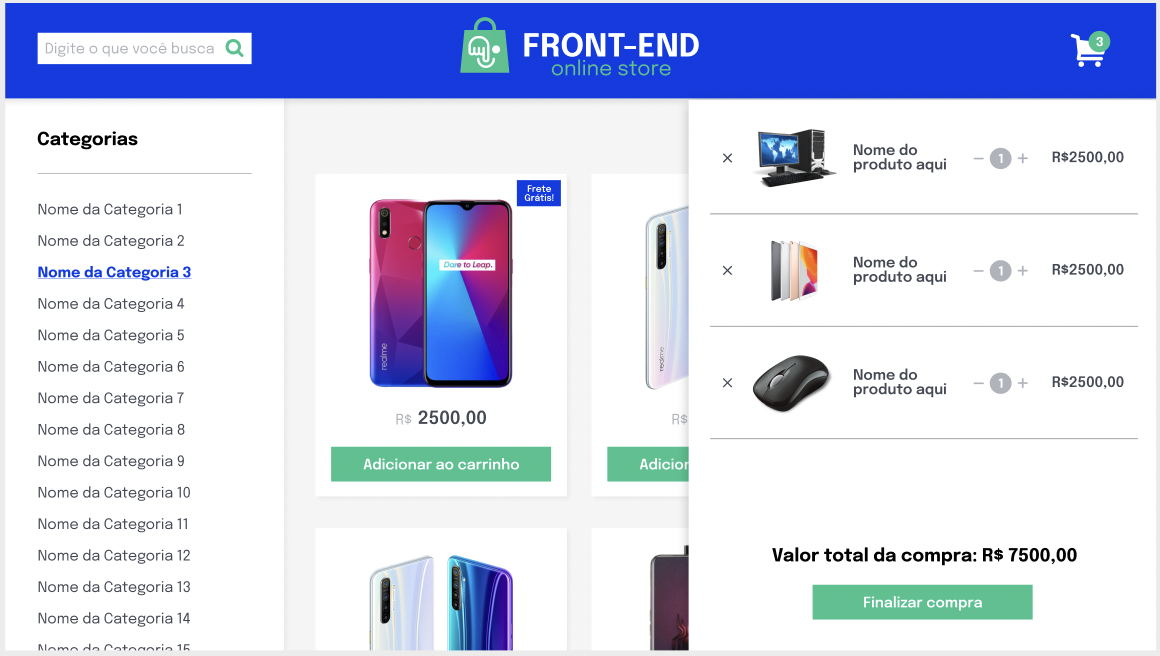 Digite o que você busca
FRONT-END
online store
3
Categorias
Nome da Categoria 1
Nome da Categoria 2
Nome da Categoria 3
Nome da Categoria 4
Nome da Categoria 5
Nome da Categoria 6
Nome da Categoria 7
Nome da Categoria 8
Nome da Categoria 9
Nome da Categoria 10
Nome da Categoria 11
Nome da Categoria 12
Nome da Categoria 13
Nome da Categoria 14
Nome da Categoria 15
Frete
Grátis!
Dare to Leap.
realme
R$ 2500,00
Adicionar ao carrinho
realme
R$
Adicior
× Nome do
produto aqui
− 1 + R$2500,00
× Nome do
produto aqui
− 1 + R$2500,00
× Nome do
produto aqui
− 1 + R$2500,00
Valor total da compra: R$ 7500,00
Finalizar compra